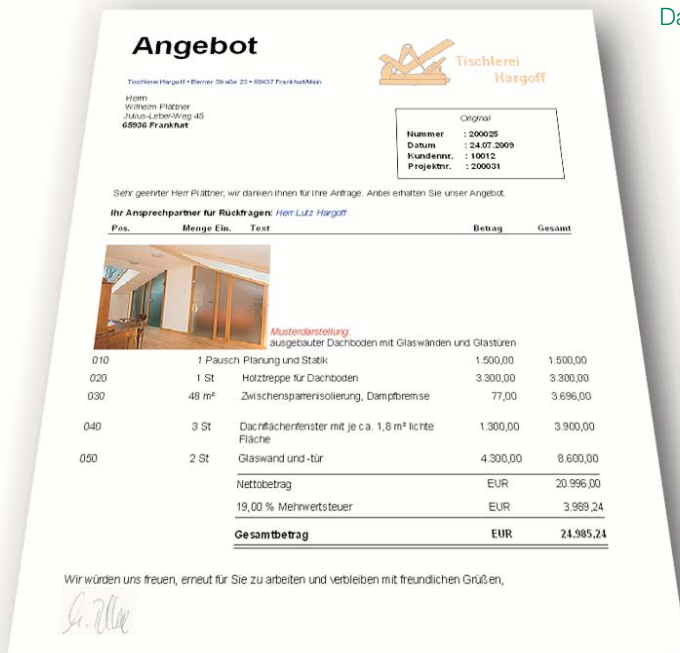 Da
Angebot
Tischlerei
Hargoff
Tischlerei Hargoff • Berner Straße 23 • 60437 Frankfurt/Main
Herrn
Wilhelm Plättner
Julius-Leber-Weg 45
65936 Frankfurt
Original
Nummer : 200025
Datum : 24.07.2009
Kundennr. : 10012
Projektnr. : 200031
Sehr geehrter Herr Plättner, wir danken Ihnen für Ihre Anfrage. Anbei erhalten Sie unser Angebot.
Ihr Ansprechpartner für Rückfragen: Herr Lutz Hargoff
Pos. Menge Ein. Text Betrag Gesamt
Musterdarstellung:
ausgebauter Dachboden mit Glaswänden und Glastüren
010 1 Pausch Planung und Statik 1.500,00 1.500,00
020 1 St Holztreppe für Dachboden 3.300,00 3.300,00
030 48 m² Zwischensparrenisolierung, Dampfbremse 77,00 3.696,00
040 3 St Dachflächenfenster mit je ca. 1,8 m² lichte 1.300,00 3.900,00
Fläche
050 2 St Glaswand und -tür 4.300,00 8.600,00
Nettobetrag EUR 20.996,00
19,00 % Mehrwertsteuer EUR 3.989,24
Gesamtbetrag EUR 24.985,24
Wir würden uns freuen, erneut für Sie zu arbeiten und verbleiben mit freundlichen Grüßen,